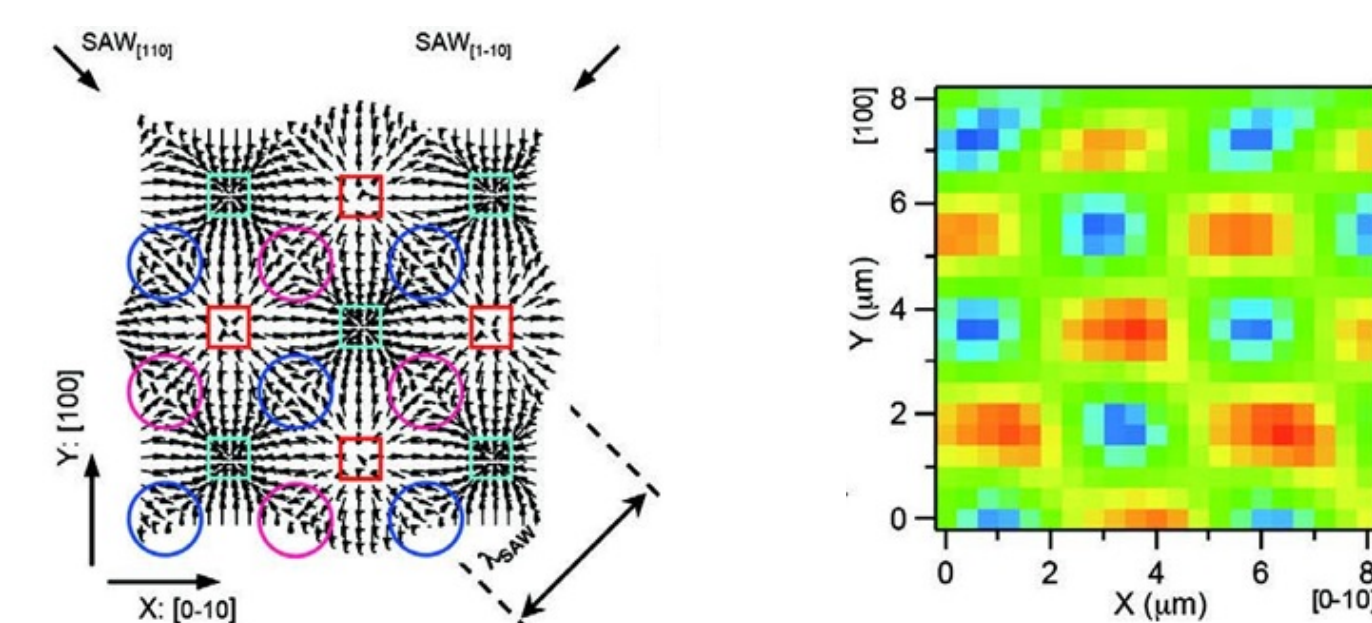 SAW[110]
SAW[1-10]
Y: [100]
X: [0-10]
λSAW
[100]
Y (μm)
8
6
4
2
0
0 2 4 6 8
X (μm)
[0-10]